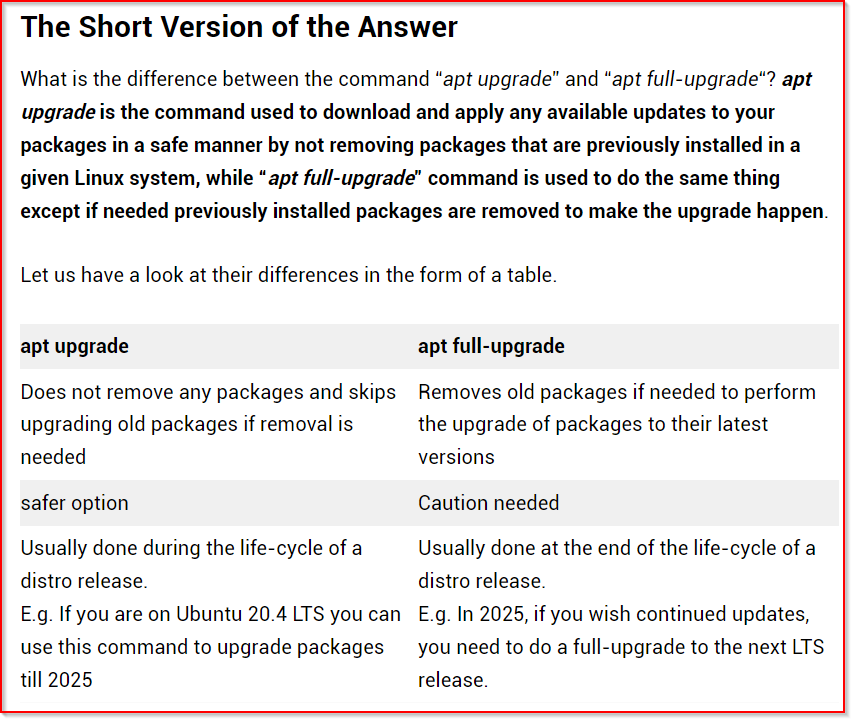 The Short Version of the Answer
What is the difference between the command “apt upgrade” and “apt full-upgrade“? apt
upgrade is the command used to download and apply any available updates to your
packages in a safe manner by not removing packages that are previously installed in a
given Linux system, while “apt full-upgrade” command is used to do the same thing
except if needed previously installed packages are removed to make the upgrade happen.
Let us have a look at their differences in the form of a table.
apt upgrade
apt full-upgrade
Does not remove any packages and skips
upgrading old packages if removal is
needed
Removes old packages if needed to perform
the upgrade of packages to their latest
versions
safer option
Caution needed
Usually done during the life-cycle of a
distro release.
E.g. If you are on Ubuntu 20.4 LTS you can
use this command to upgrade packages
till 2025
Usually done at the end of the life-cycle of a
distro release.
E.g. In 2025, if you wish continued updates,
you need to do a full-upgrade to the next LTS
release.